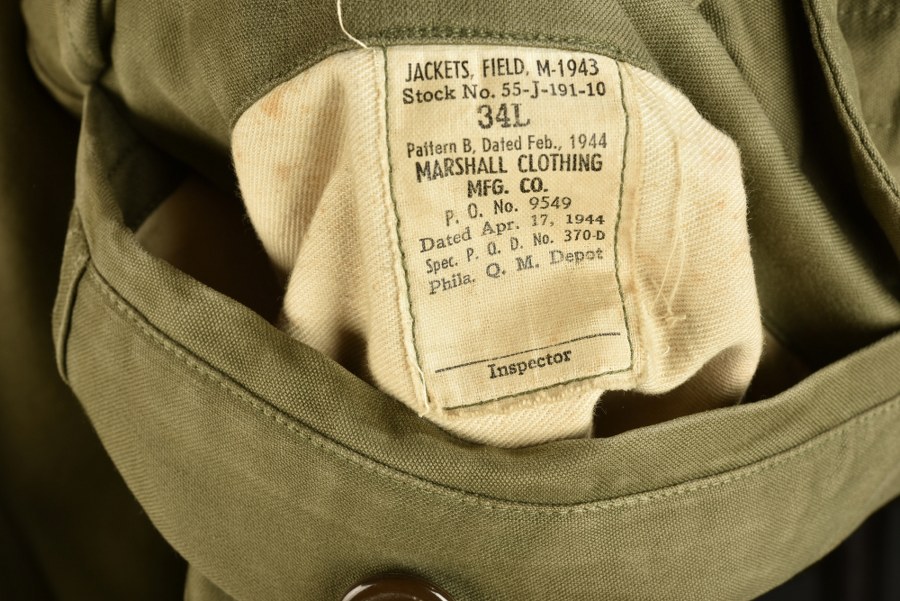 JACKETS, FIELD, M-1943
Stock No. 55-J-191-10
34L
Pattern B, Dated Feb., 1944
MARSHALL CLOTHING
MFG. CO.
P. O. No. 9549
Dated Apr. 17, 1944
Spec. P. Q. D. No. 370-D
Phila. Q. M. Depot
Inspector